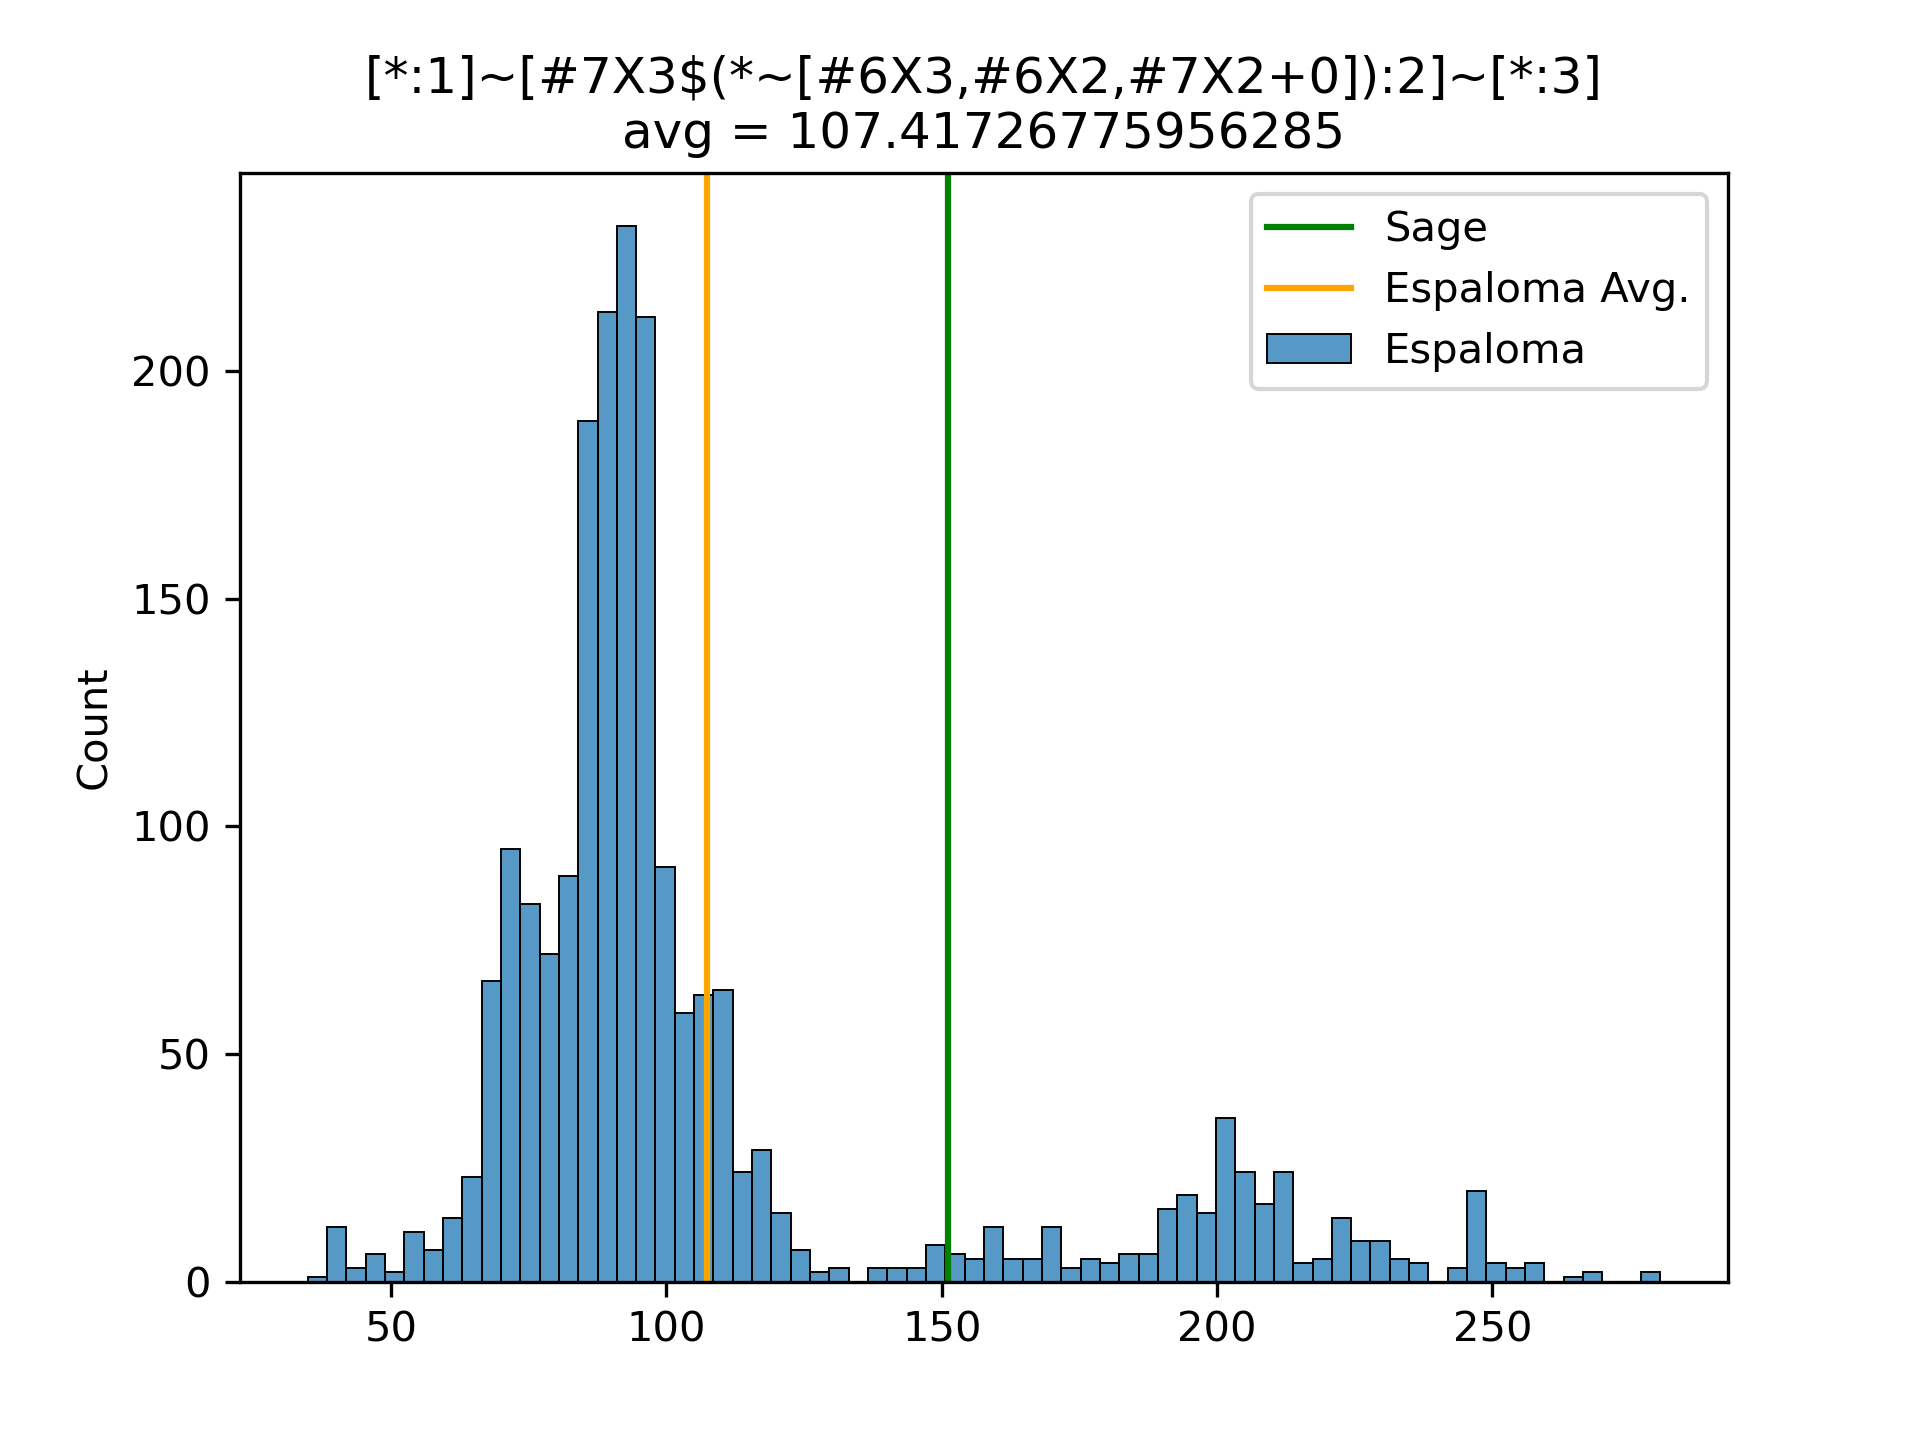 [*:1]~[#7X3$(*~[#6X3,#6X2,#7X2+0]):2]~[*:3]
avg = 107.41726775956285
Sage
Espaloma Avg.
Espaloma
200
150
100
50
0
Count
50
100
150
200
250